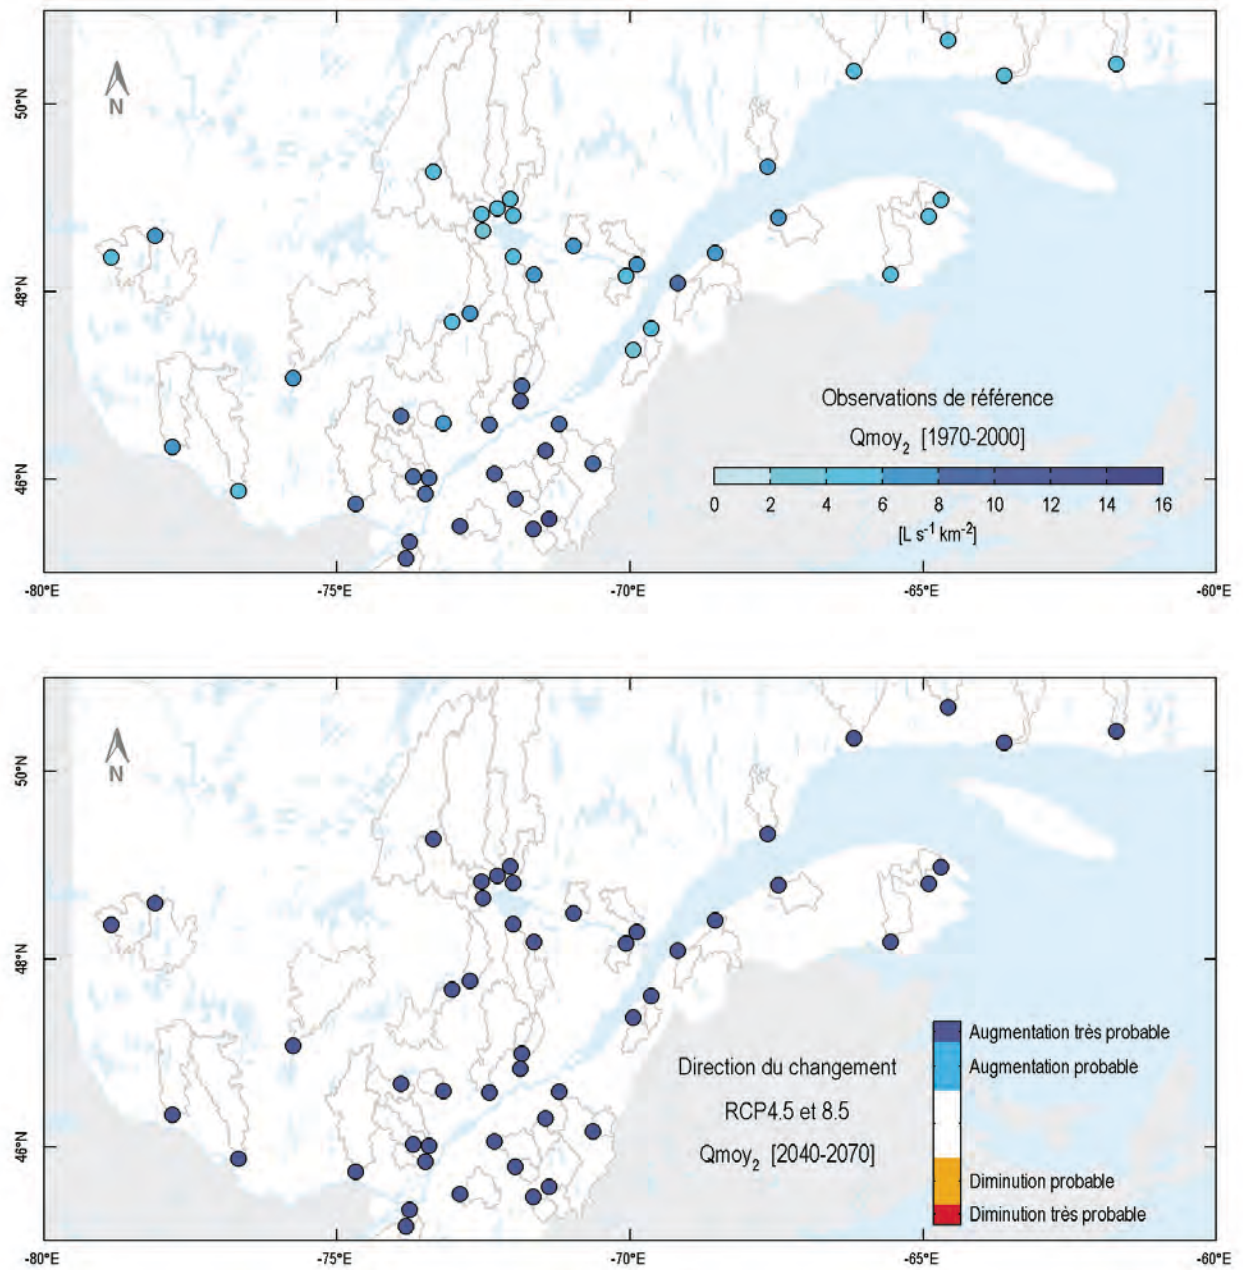 50°N
48°N
46°N
N
Observations de référence
Qmoy2 [1970-2000]
0 2 4 6 8 10 12 14 16
[L s-1 km-2]
-80°E -75°E -70°E -65°E -60°E
50°N
48°N
46°N
N
Direction du changement
RCP4.5 et 8.5
Qmoy2 [2040-2070]
Augmentation très probable
Augmentation probable
Diminution probable
Diminution très probable
-80°E -75°E -70°E -65°E -60°E